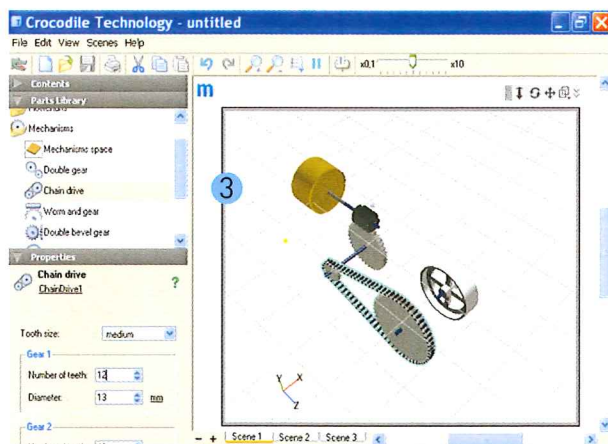 Crocodile Technology - untitled
File Edit View Scenes Help
x0,1 x10
Contents
Parts Library
Mechanisms
Mechanisms space
Double gear
Chain drive
Worm and gear
Double bevel gear
Properties
Chain drive
ChainDrive1
?
Tooth size: medium
Gear 1
Number of teeth: 12
Diameter: 13 mm
Gear 2
m
3
Y X
Z
- + Scene 1 Scene 2 Scene 3